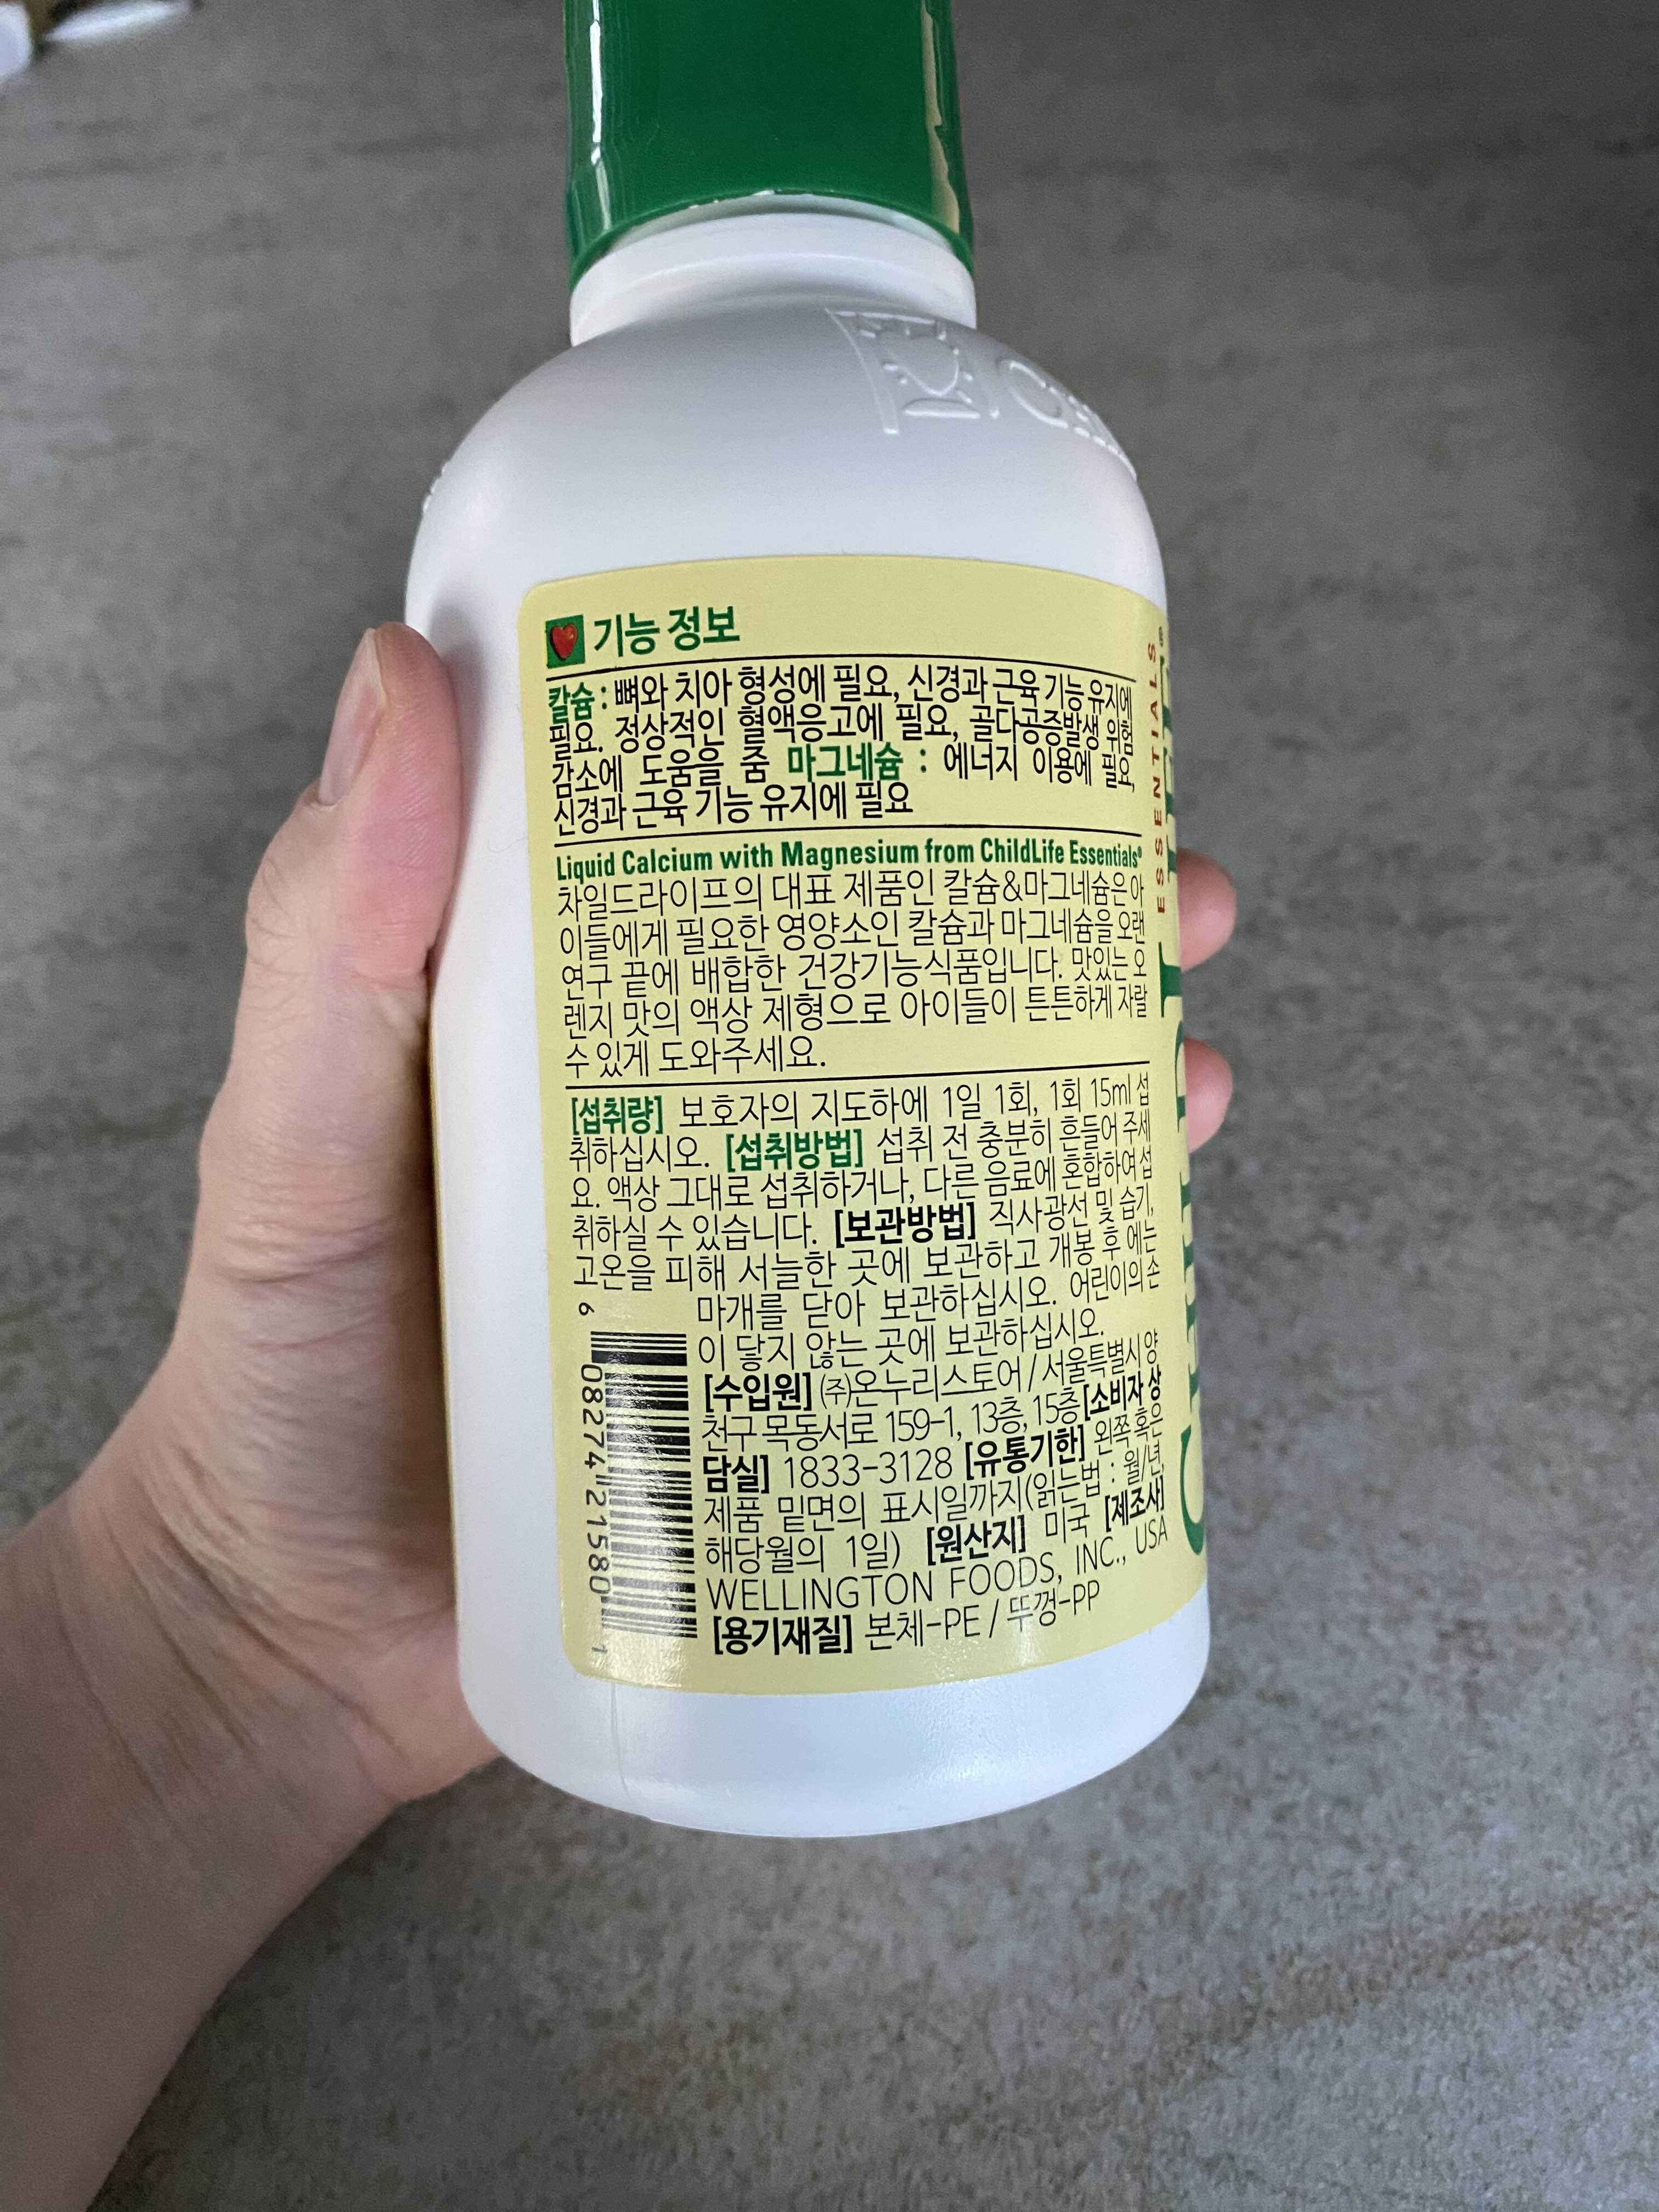 기능 정보
칼슘 : 뼈와 치아 형성에 필요, 신경과 근육 기능 유지에
필요. 정상적인 혈액응고에 필요, 골다공증발생 위험
감소에 도움을 줌 마그네슘 : 에너지 이용에 필요,
신경과 근육 기능 유지에 필요
Liquid Calcium with Magnesium from ChildLife Essentials®
차일드라이프의 대표 제품인 칼슘&마그네슘은 아
이들에게 필요한 영양소인 칼슘과 마그네슘을 오랜
연구 끝에 배합한 건강기능식품입니다. 맛있는 오
렌지 맛의 액상 제형으로 아이들이 튼튼하게 자랄
수 있게 도와주세요.
[섭취량] 보호자의 지도하에 1일 1회, 1회 15ml 섭
취하십시오. [섭취방법] 섭취 전 충분히 흔들어 주세
요. 액상 그대로 섭취하거나, 다른 음료에 혼합하여 섭
취하실 수 있습니다. [보관방법] 직사광선 및 습기,
고온을 피해 서늘한 곳에 보관하고 개봉 후 에는
마개를 닫아 보관하십시오. 어린이의 손
이 닿지 않는 곳에 보관하십시오.
[수입원] (주)온누리스토어 / 서울특별시 양
천구 목동서로 159-1, 13층, 15층 [소비자 상
담실] 1833-3128 [유통기한] 왼쪽 혹은
제품 밑면의 표시일까지(읽는법 : 월/년,
해당월의 1일) [원산지] 미국 [제조사]
WELLINGTON FOODS, INC., USA
[용기재질] 본체-PE / 뚜껑-PP
6 08274 21580 1
ESSENTIALS